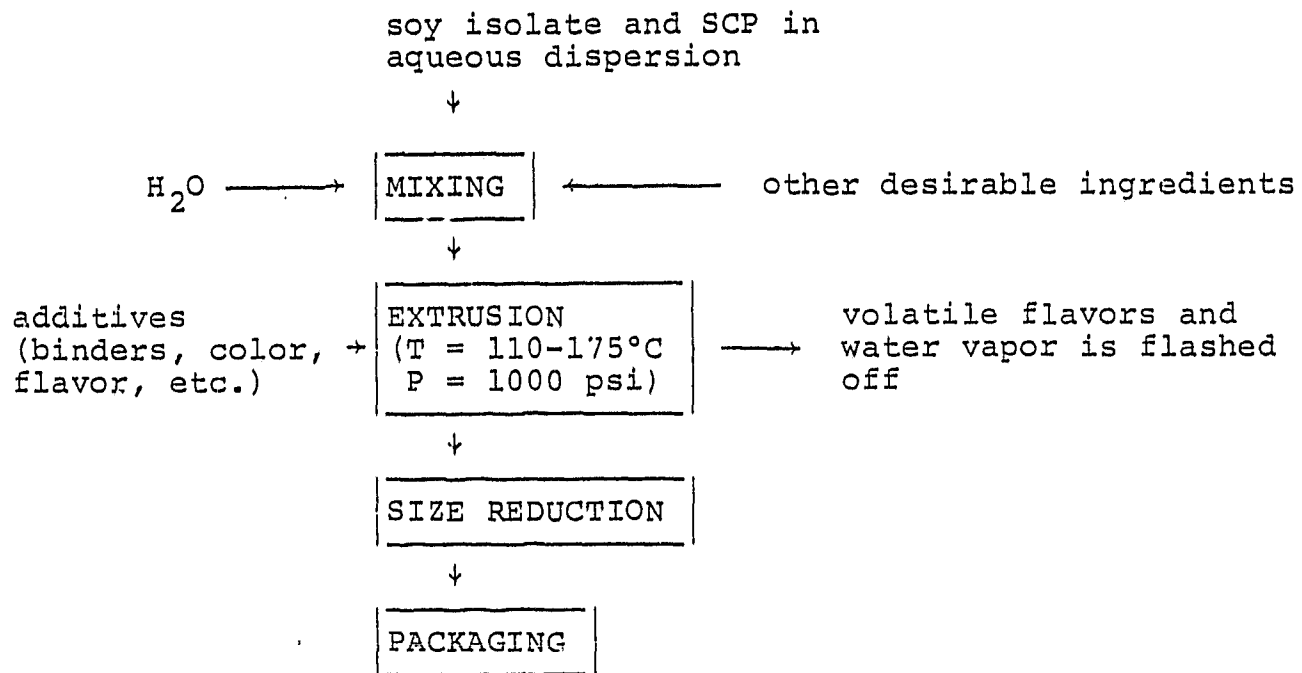 soy isolate and SCP in
aqueous dispersion
↓
H₂O → MIXING ← other desirable ingredients
↓
additives
(binders, color, →
flavor, etc.)
EXTRUSION
(T = 110-175°C
P = 1000 psi)
→ volatile flavors and
water vapor is flashed
off
↓
SIZE REDUCTION
↓
PACKAGING